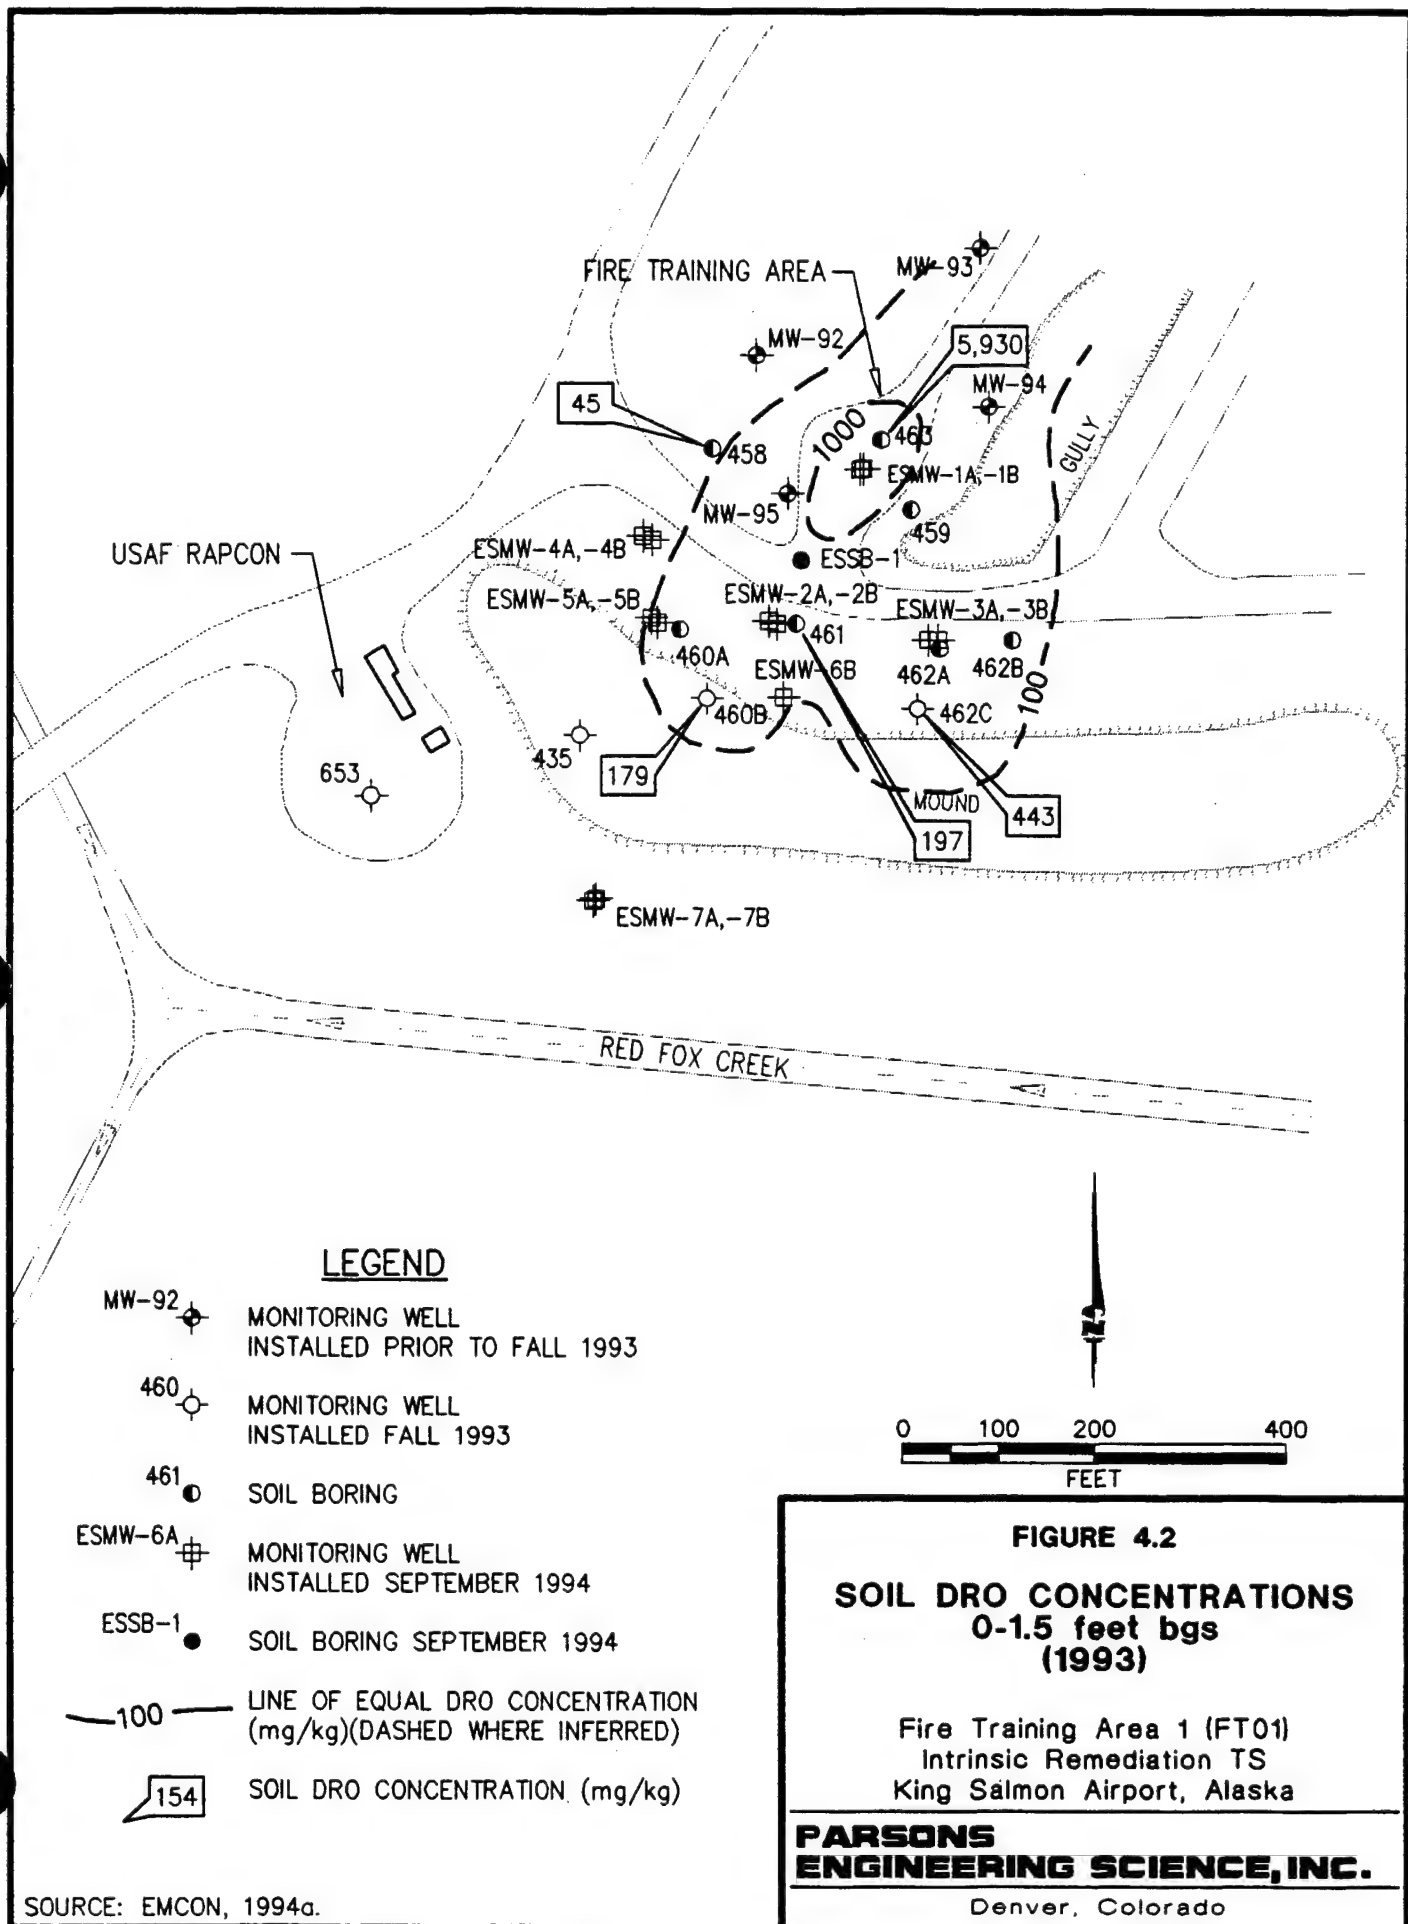 MW-93
FIRE TRAINING AREA
MW-92
5,930
MW-94
45
1000
463
458
GULLY
ESMW-1A,-1B
MW-95
459
USAF RAPCON
ESMW-4A,-4B
ESSB-1
ESMW-5A,-5B
ESMW-2A,-2B
ESMW-3A,-3B
461
460A
462B
ESMW-6B
462A
100
460B
462C
435
179
653
MOUND
443
197
ESMW-7A,-7B
RED FOX CREEK
LEGEND
MW-92
MONITORING WELL
INSTALLED PRIOR TO FALL 1993
460
MONITORING WELL
INSTALLED FALL 1993
461
SOIL BORING
ESMW-6A
MONITORING WELL
INSTALLED SEPTEMBER 1994
ESSB-1
SOIL BORING SEPTEMBER 1994
100
LINE OF EQUAL DRO CONCENTRATION
(mg/kg)(DASHED WHERE INFERRED)
154
SOIL DRO CONCENTRATION (mg/kg)
0 100 200 400
FEET
FIGURE 4.2
SOIL DRO CONCENTRATIONS
0-1.5 feet bgs
(1993)
Fire Training Area 1 (FT01)
Intrinsic Remediation TS
King Salmon Airport, Alaska
PARSONS
ENGINEERING SCIENCE, INC.
Denver, Colorado
SOURCE: EMCON, 1994a.